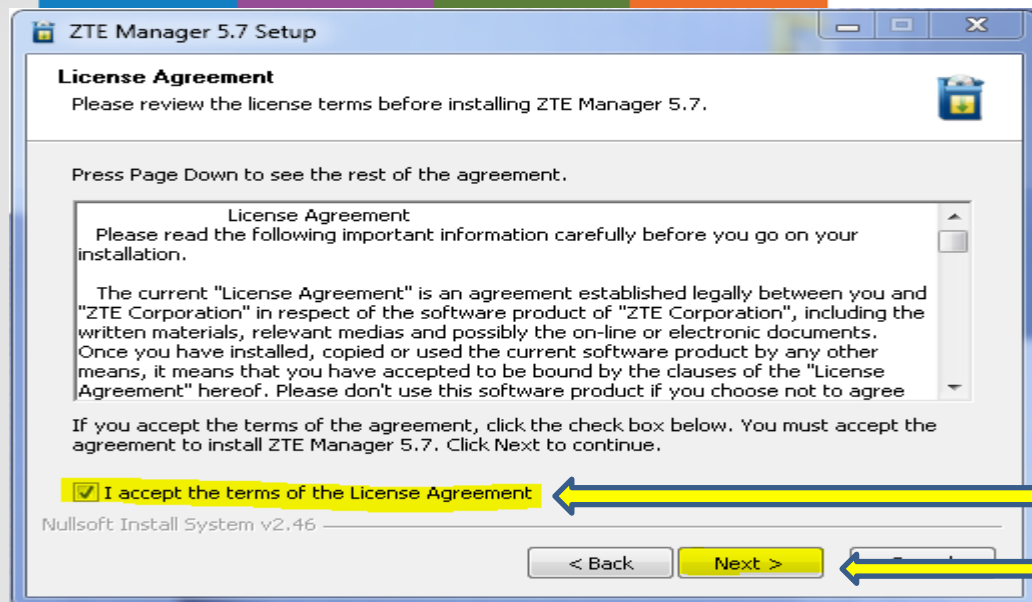 ZTE Manager 5.7 Setup
License Agreement
Please review the license terms before installing ZTE Manager 5.7.
Press Page Down to see the rest of the agreement.
License Agreement
Please read the following important information carefully before you go on your
installation.
The current "License Agreement" is an agreement established legally between you and
"ZTE Corporation" in respect of the software product of "ZTE Corporation", including the
written materials, relevant medias and possibly the on-line or electronic documents.
Once you have installed, copied or used the current software product by any other
means, it means that you have accepted to be bound by the clauses of the "License
Agreement" hereof. Please don't use this software product if you choose not to agree
If you accept the terms of the agreement, click the check box below. You must accept the
agreement to install ZTE Manager 5.7. Click Next to continue.
I accept the terms of the License Agreement
Nullsoft Install System v2.46
< Back Next >